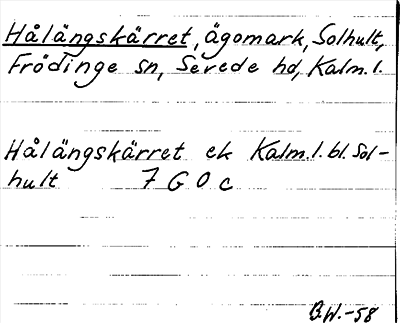 Hålängskärret, ägomark, Solhult,
Frödinge sn, Sevede hd, Kalm. l.
Hålängskärret ek Kalm. l. bl. Sol-
hult 7 G 0 c
B.W.-58